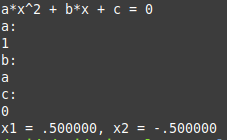 a*x^2 + b*x + c = 0
a:
1
b:
a
c:
0
x1 = .500000, x2 = -.500000